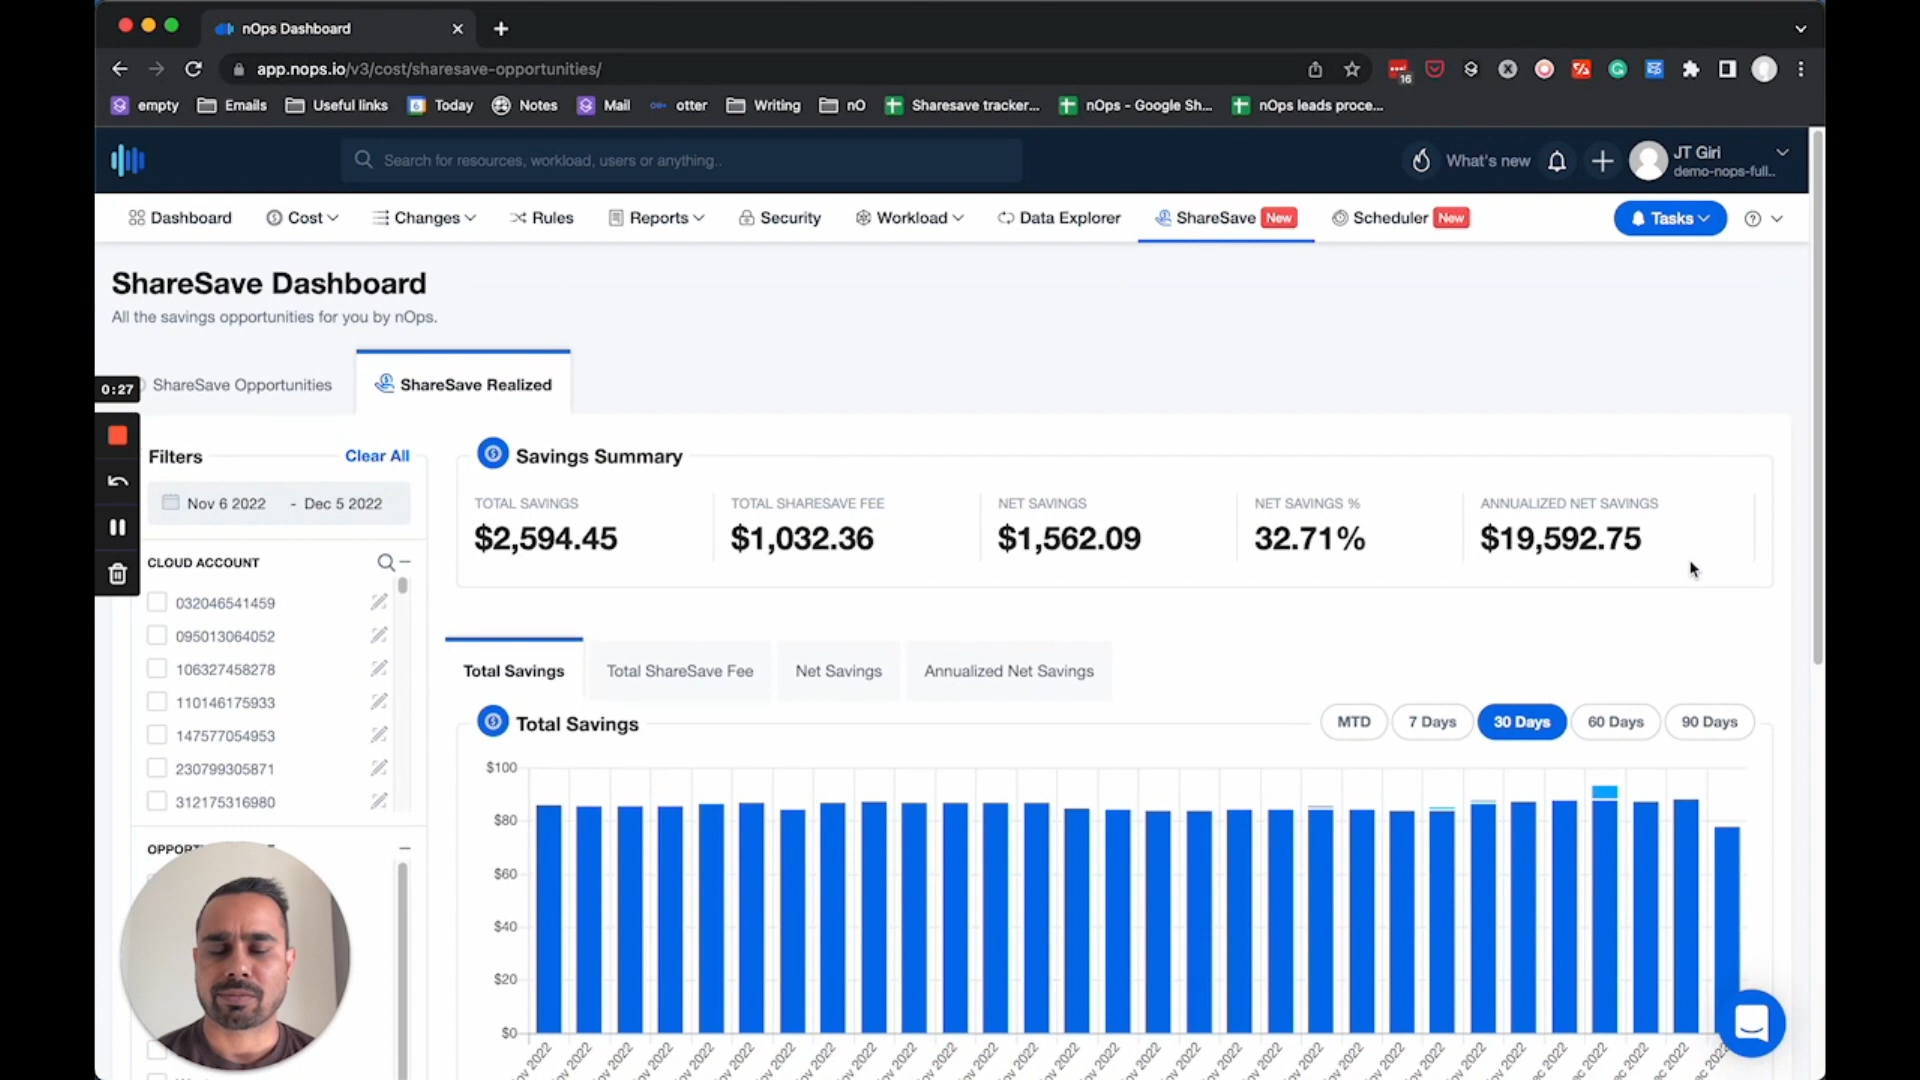 nOps Dashboard
app.nops.io/v3/cost/sharesave-opportunities/
16
empty Emails Useful links Today Notes Mail otter Writing nO Sharesave tracker... nOps - Google Sh... nOps leads proce...
Search for resources, workload, users or anything..
What's new
JT Giri
demo-nops-full..
Dashboard Cost Changes Rules Reports Security Workload Data Explorer ShareSave New Scheduler New Tasks
ShareSave Dashboard
All the savings opportunities for you by nOps.
0:27
ShareSave Opportunities ShareSave Realized
Filters Clear All
Nov 6 2022 - Dec 5 2022
CLOUD ACCOUNT
032046541459
095013064052
106327458278
110146175933
147577054953
230799305871
312175316980
Savings Summary
TOTAL SAVINGS TOTAL SHARESAVE FEE NET SAVINGS NET SAVINGS % ANNUALIZED NET SAVINGS
$2,594.45 $1,032.36 $1,562.09 32.71% $19,592.75
Total Savings Total ShareSave Fee Net Savings Annualized Net Savings
Total Savings
MTD 7 Days 30 Days 60 Days 90 Days
$100
$80
$60
$40
$20
$0